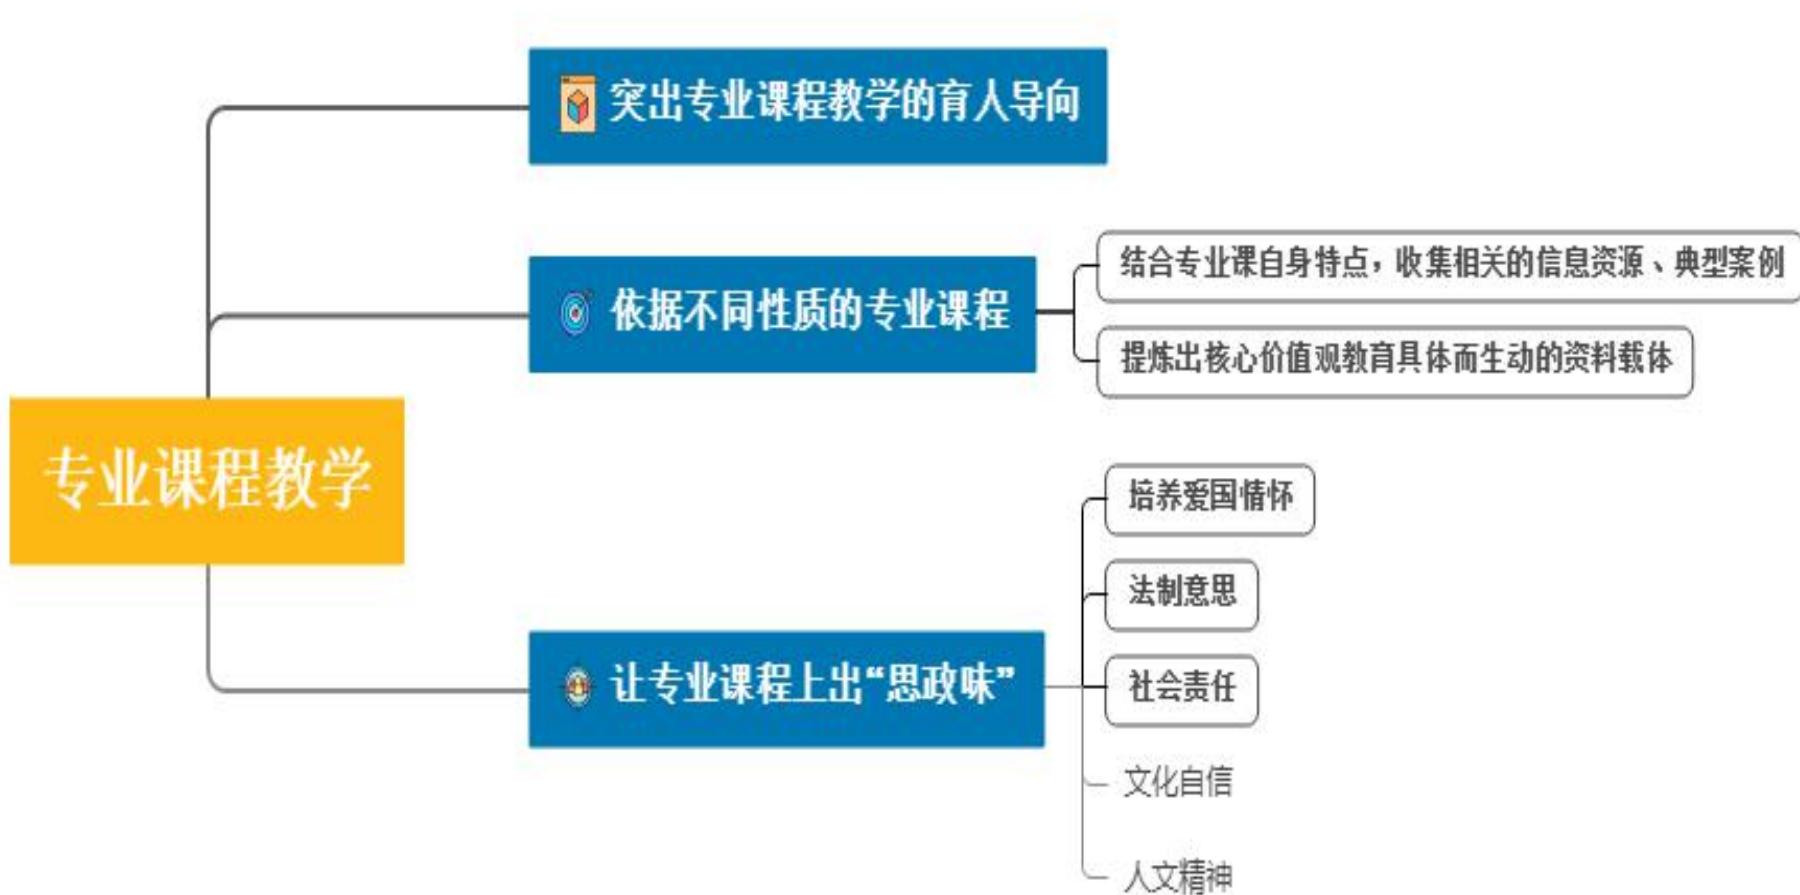 突出专业课程教学的育人导向
依据不同性质的专业课程
结合专业课自身特点，收集相关的信息资源、典型案例
提炼出核心价值观教育具体而生动的资料载体
专业课程教学
让专业课程上出“思政味”
培养爱国情怀
法制意思
社会责任
文化自信
人文精神